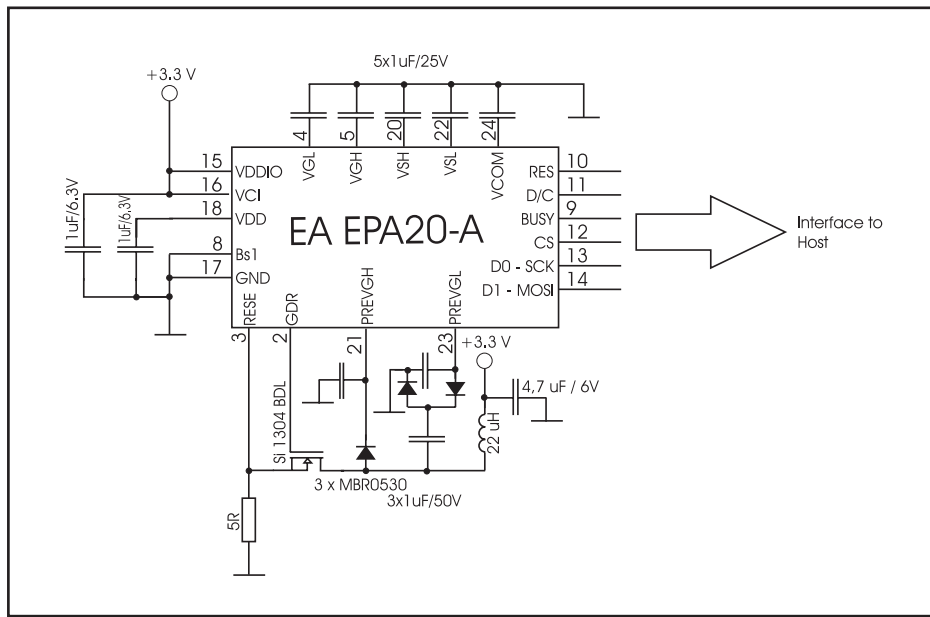 5x1uF/25V
+3.3 V
4
5
20
22
24
VGL
VGH
VSH
VSL
VCOM
15
VDDIO
16
VCI
18
VDD
8
Bs1
17
GND
1uF/6.3V
1uF/6.3V
EA EPA20-A
RES
10
D/C
11
BUSY
9
CS
12
D0 - SCK
13
D1 - MOSI
14
Interface to
Host
RESE
GDR
PREVGH
PREVGL
3
2
21
23
+3.3 V
4,7 uF / 6V
22 uH
Si 1304 BDL
3 x MBR0530
3x1uF/50V
5R